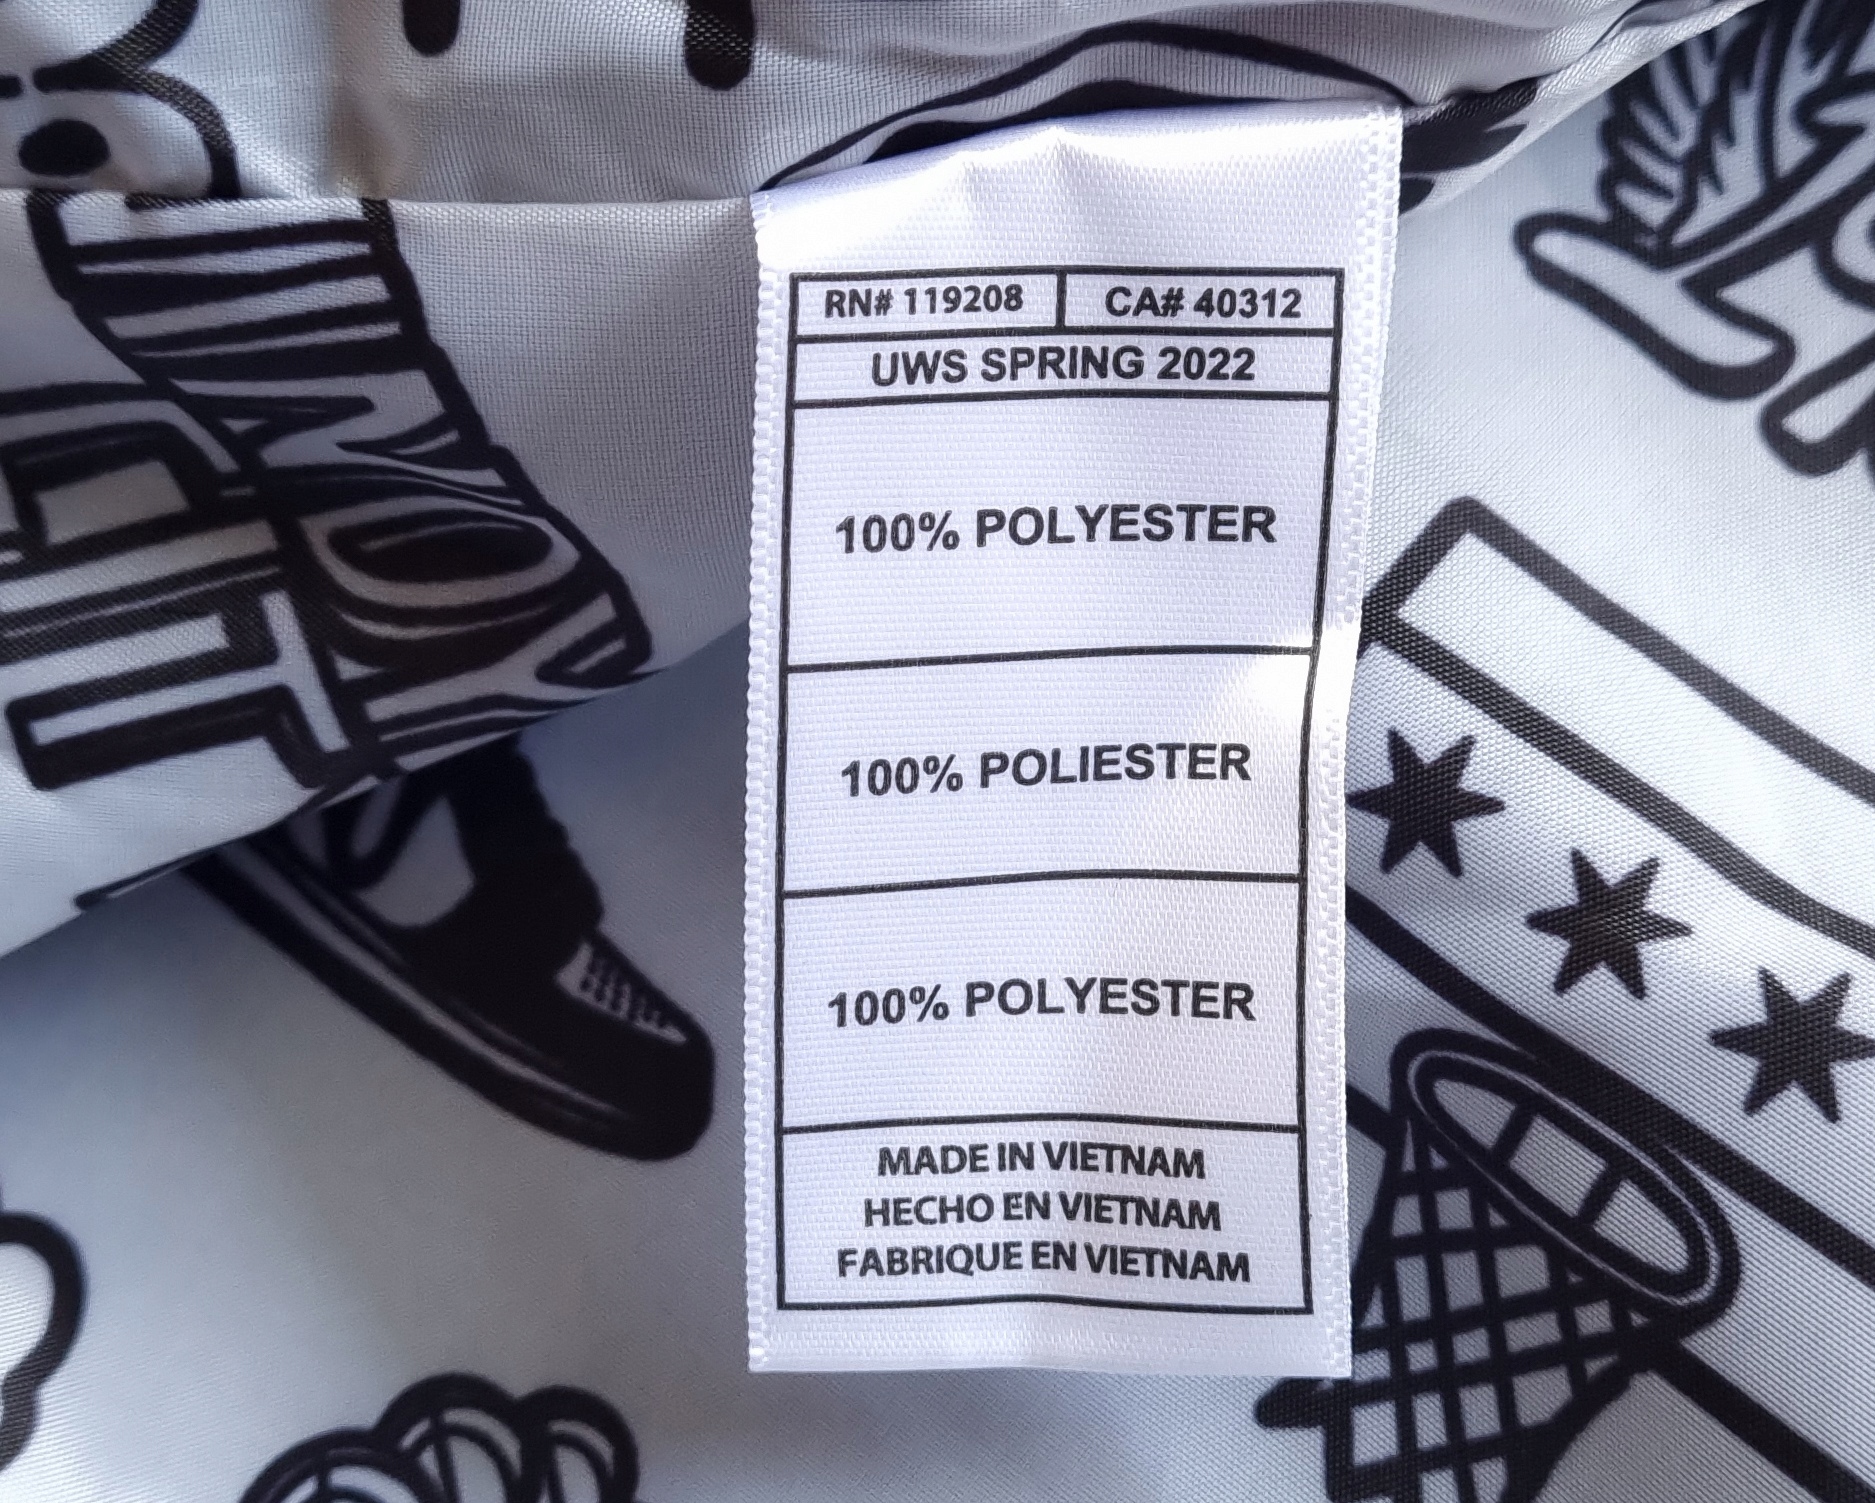 RN# 119208 CA# 40312
UWS SPRING 2022
100% POLYESTER
100% POLIESTER
100% POLYESTER
MADE IN VIETNAM
HECHO EN VIETNAM
FABRIQUE EN VIETNAM